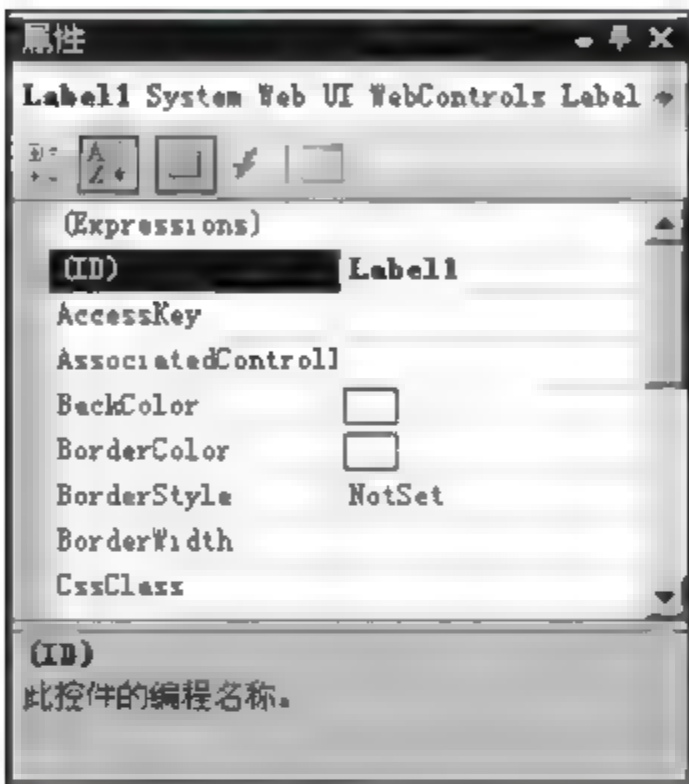 属性
Label1 System Web UI WebControls Label
(Expressions)
(ID) Label1
AccessKey
AssociatedControlI
BackColor
BorderColor
BorderStyle NotSet
BorderWidth
CssClass
(ID)
此控件的编程名称。